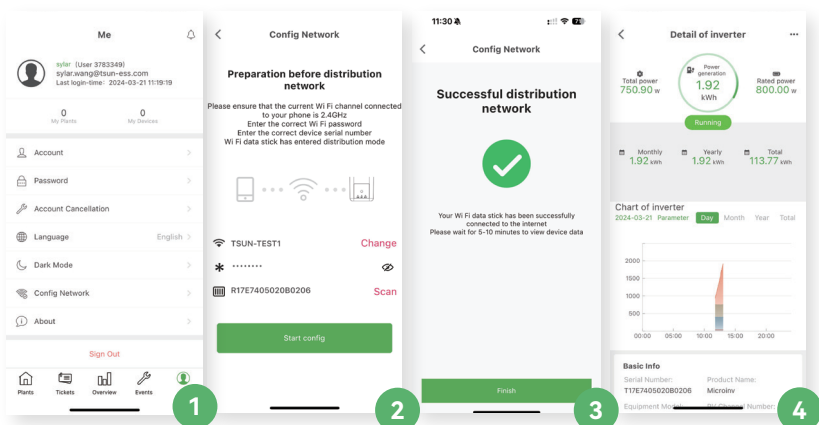 Me
sylar (User 3783349)
sylar.wang@tsun-ess.com
Last login-time: 2024-03-21 11:19:19
0 0
My Plants My Devices
Account
Password
Account Cancellation
Language English
Dark Mode
Config Network
About
Sign Out
Plants Tickets Overview Events
1
Config Network
Preparation before distribution
network
Please ensure that the current Wi Fi channel connected
to your phone is 2.4GHz
Enter the correct Wi Fi password
Enter the correct device serial number
Wi Fi data stick has entered distribution mode
TSUN-TEST1 Change
R17E7405020B0206 Scan
Start config
2
11:30
Config Network
Successful distribution
network
Your Wi Fi data stick has been successfully
connected to the internet
Please wait for 5-10 minutes to view device data
Finish
3
Detail of inverter
Total power
750.90 w
Power
generation
1.92
kWh
Rated power
800.00 w
Running
Monthly Yearly Total
1.92 kWh 1.92 kWh 113.77 kWh
Chart of inverter
2024-03-21 Parameter Day Month Year Total
2000
1500
1000
500
00:00 05:00 10:00 15:00 20:00
Basic Info
Serial Number: Product Name:
T17E7405020B0206 Microinv
Equipment Model: PV Channel Number:
4